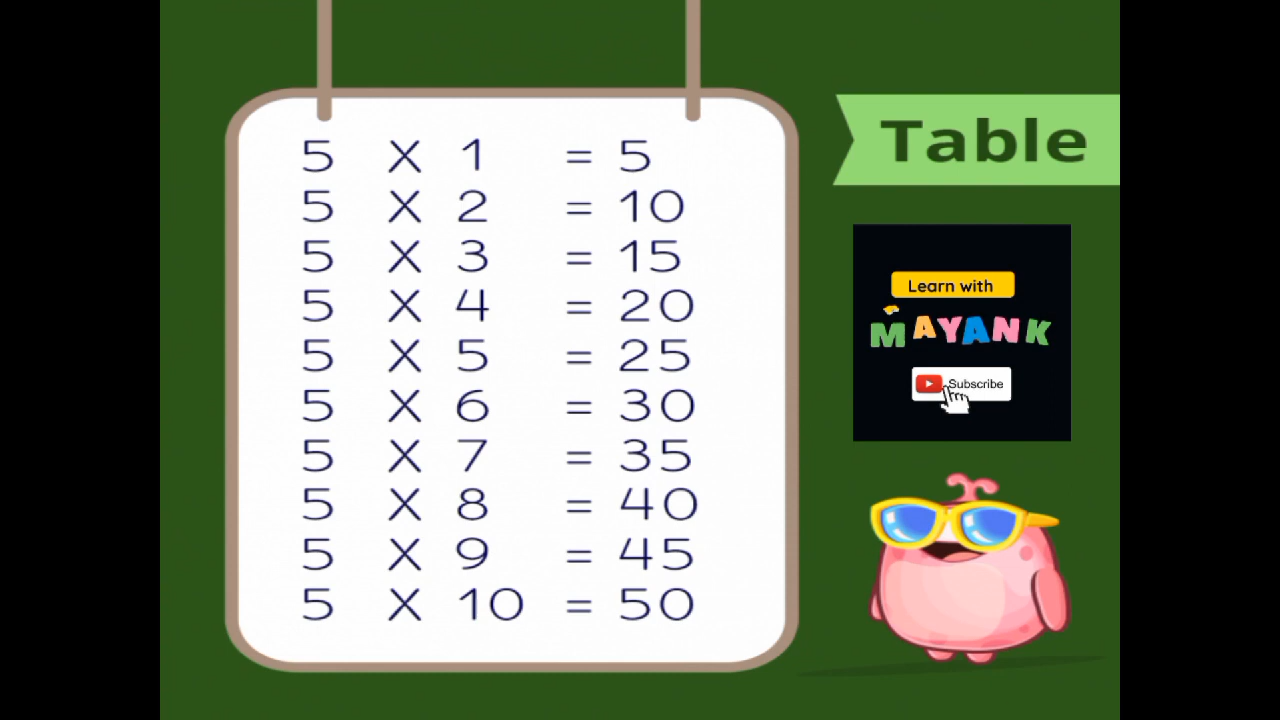 5 X 1 = 5
5 X 2 = 10
5 X 3 = 15
5 X 4 = 20
5 X 5 = 25
5 X 6 = 30
5 X 7 = 35
5 X 8 = 40
5 X 9 = 45
5 X 10 = 50
Table
Learn with
MAYANK
Subscribe